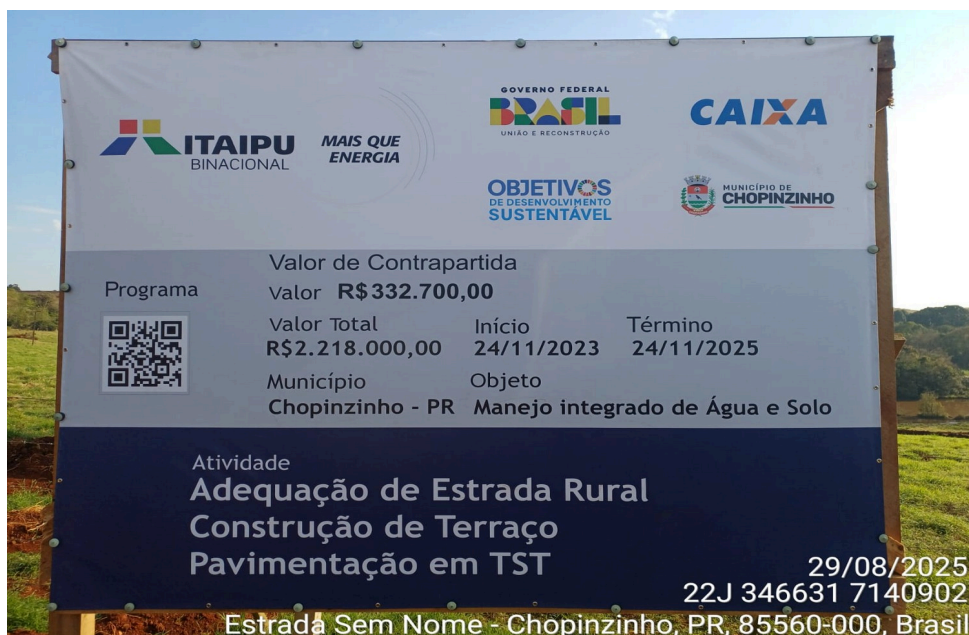 ITAIPU
BINACIONAL
MAIS QUE
ENERGIA
GOVERNO FEDERAL
BRASIL
UNIÃO E RECONSTRUÇÃO
CAIXA
OBJETIVOS
DE DESENVOLVIMENTO
SUSTENTÁVEL
MUNICÍPIO DE
CHOPINZINHO
Programa
Valor de Contrapartida
Valor R$332.700,00
Valor Total
R$2.218.000,00
Início
24/11/2023
Término
24/11/2025
Município
Chopinzinho - PR
Objeto
Manejo integrado de Água e Solo
Atividade
Adequação de Estrada Rural
Construção de Terraço
Pavimentação em TST
29/08/2025
22J 346631 7140902
Estrada Sem Nome - Chopinzinho, PR, 85560-000, Brasil